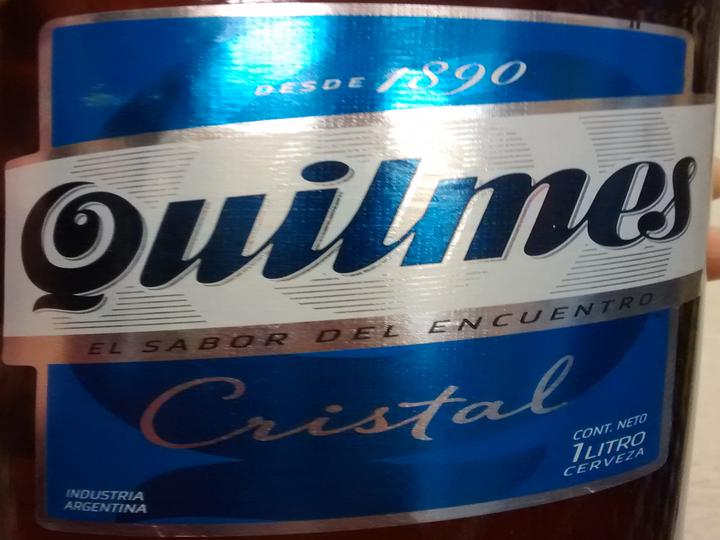 DESDE 1890
Quilmes
EL SABOR DEL ENCUENTRO
Cristal
CONT. NETO
1 LITRO
CERVEZA
INDUSTRIA
ARGENTINA